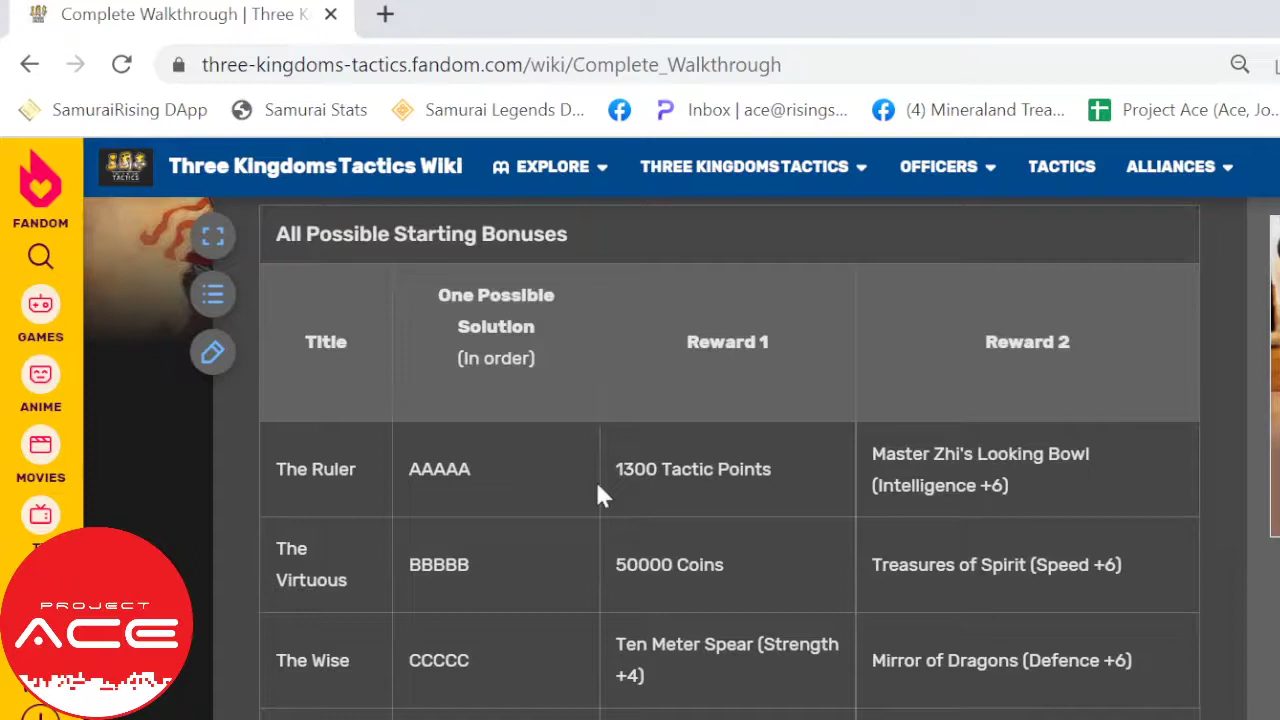 Complete Walkthrough | Three K
three-kingdoms-tactics.fandom.com/wiki/Complete_Walkthrough
SamuraiRising DApp Samurai Stats Samurai Legends D... Inbox | ace@risings... (4) Mineraland Trea... Project Ace (Ace, Jo...
Three Kingdoms Tactics Wiki EXPLORE THREE KINGDOMS TACTICS OFFICERS TACTICS ALLIANCES
TACTICS
FANDOM
GAMES
ANIME
MOVIES
All Possible Starting Bonuses
Title
One Possible
Solution
(In order)
Reward 1
Reward 2
The Ruler
AAAAA
1300 Tactic Points
Master Zhi's Looking Bowl
(Intelligence +6)
The
Virtuous
BBBBB
50000 Coins
Treasures of Spirit (Speed +6)
The Wise
CCCCC
Ten Meter Spear (Strength
+4)
Mirror of Dragons (Defence +6)
PROJECT
ACE